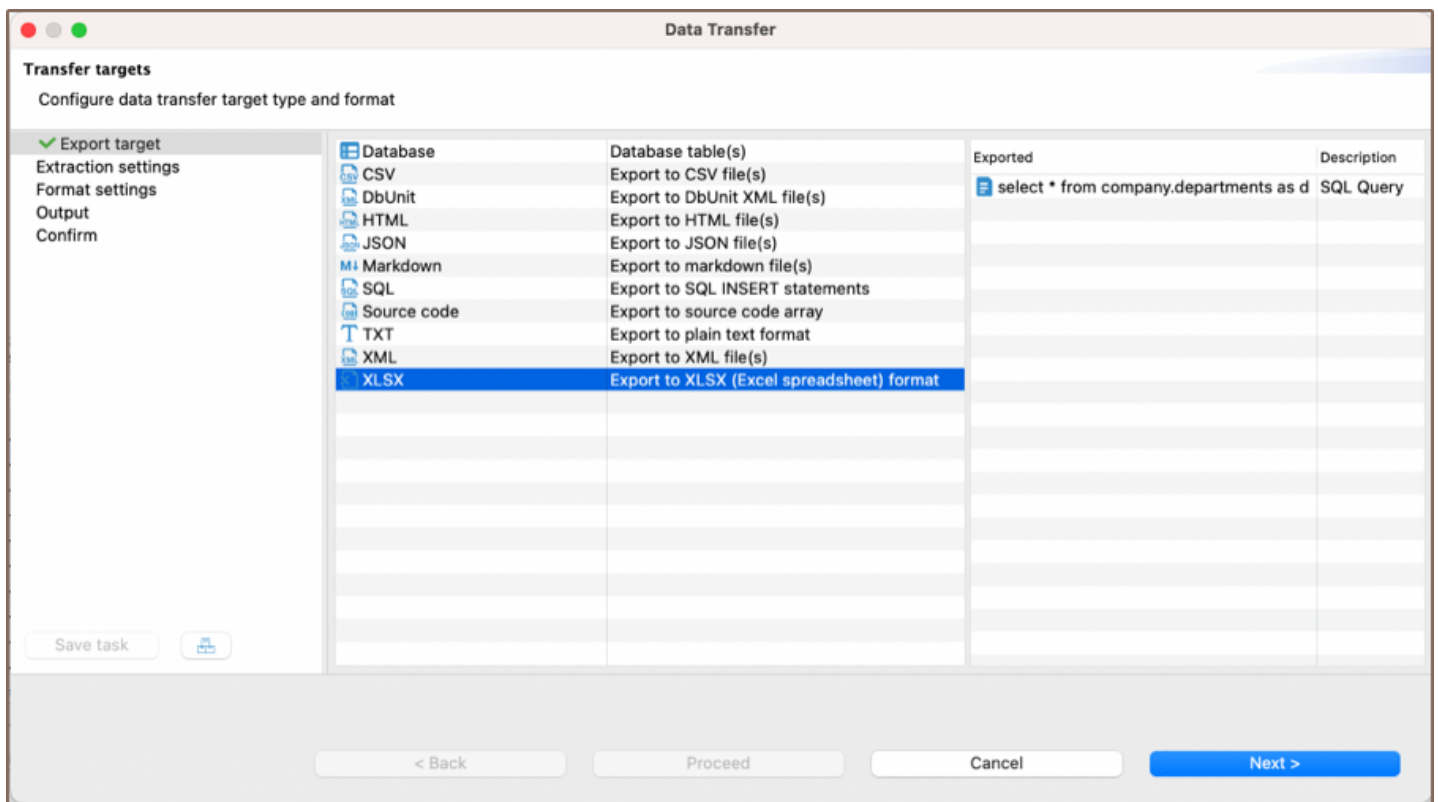 Data Transfer
Transfer targets
Configure data transfer target type and format
Export target
Extraction settings
Format settings
Output
Confirm
Save task
Database Database table(s)
CSV Export to CSV file(s)
DbUnit Export to DbUnit XML file(s)
HTML Export to HTML file(s)
JSON Export to JSON file(s)
M↓ Markdown Export to markdown file(s)
SQL Export to SQL INSERT statements
Source code Export to source code array
TXT Export to plain text format
XML Export to XML file(s)
XLSX Export to XLSX (Excel spreadsheet) format
Exported Description
select * from company.departments as d SQL Query
< Back Proceed Cancel Next >